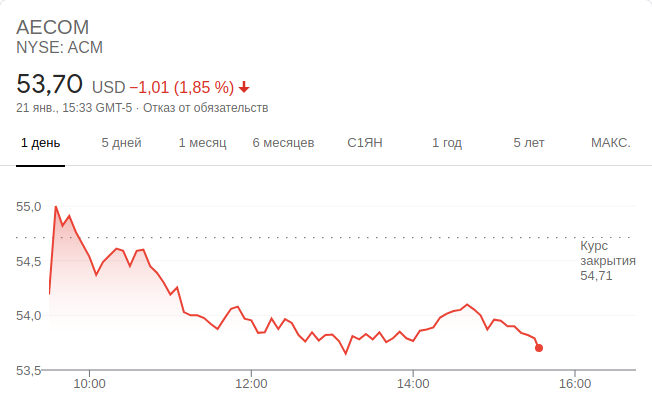 AECOM
NYSE: ACM
53,70 USD −1,01 (1,85 %)
21 янв., 15:33 GMT-5 · Отказ от обязательств
1 день 5 дней 1 месяц 6 месяцев С1ЯН 1 год 5 лет МАКС.
55,0
54,5
54,0
53,5
Курс
закрытия
54,71
10:00 12:00 14:00 16:00